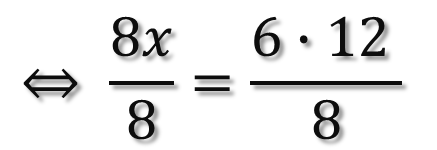 ⇔ 8x/8 = 6 · 12/8